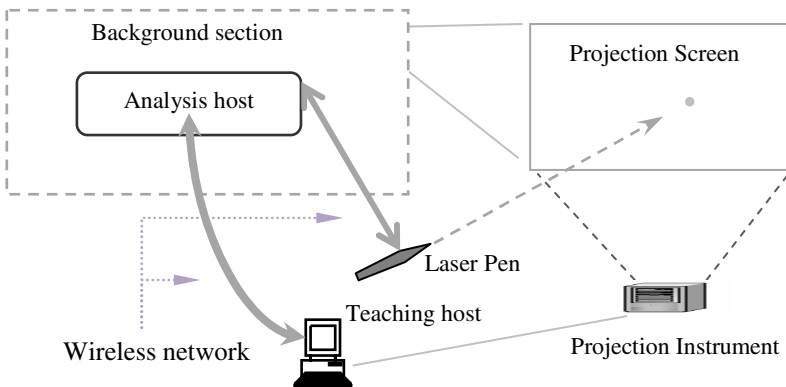 Background section
Projection Screen
Analysis host
Laser Pen
Teaching host
Wireless network
Projection Instrument